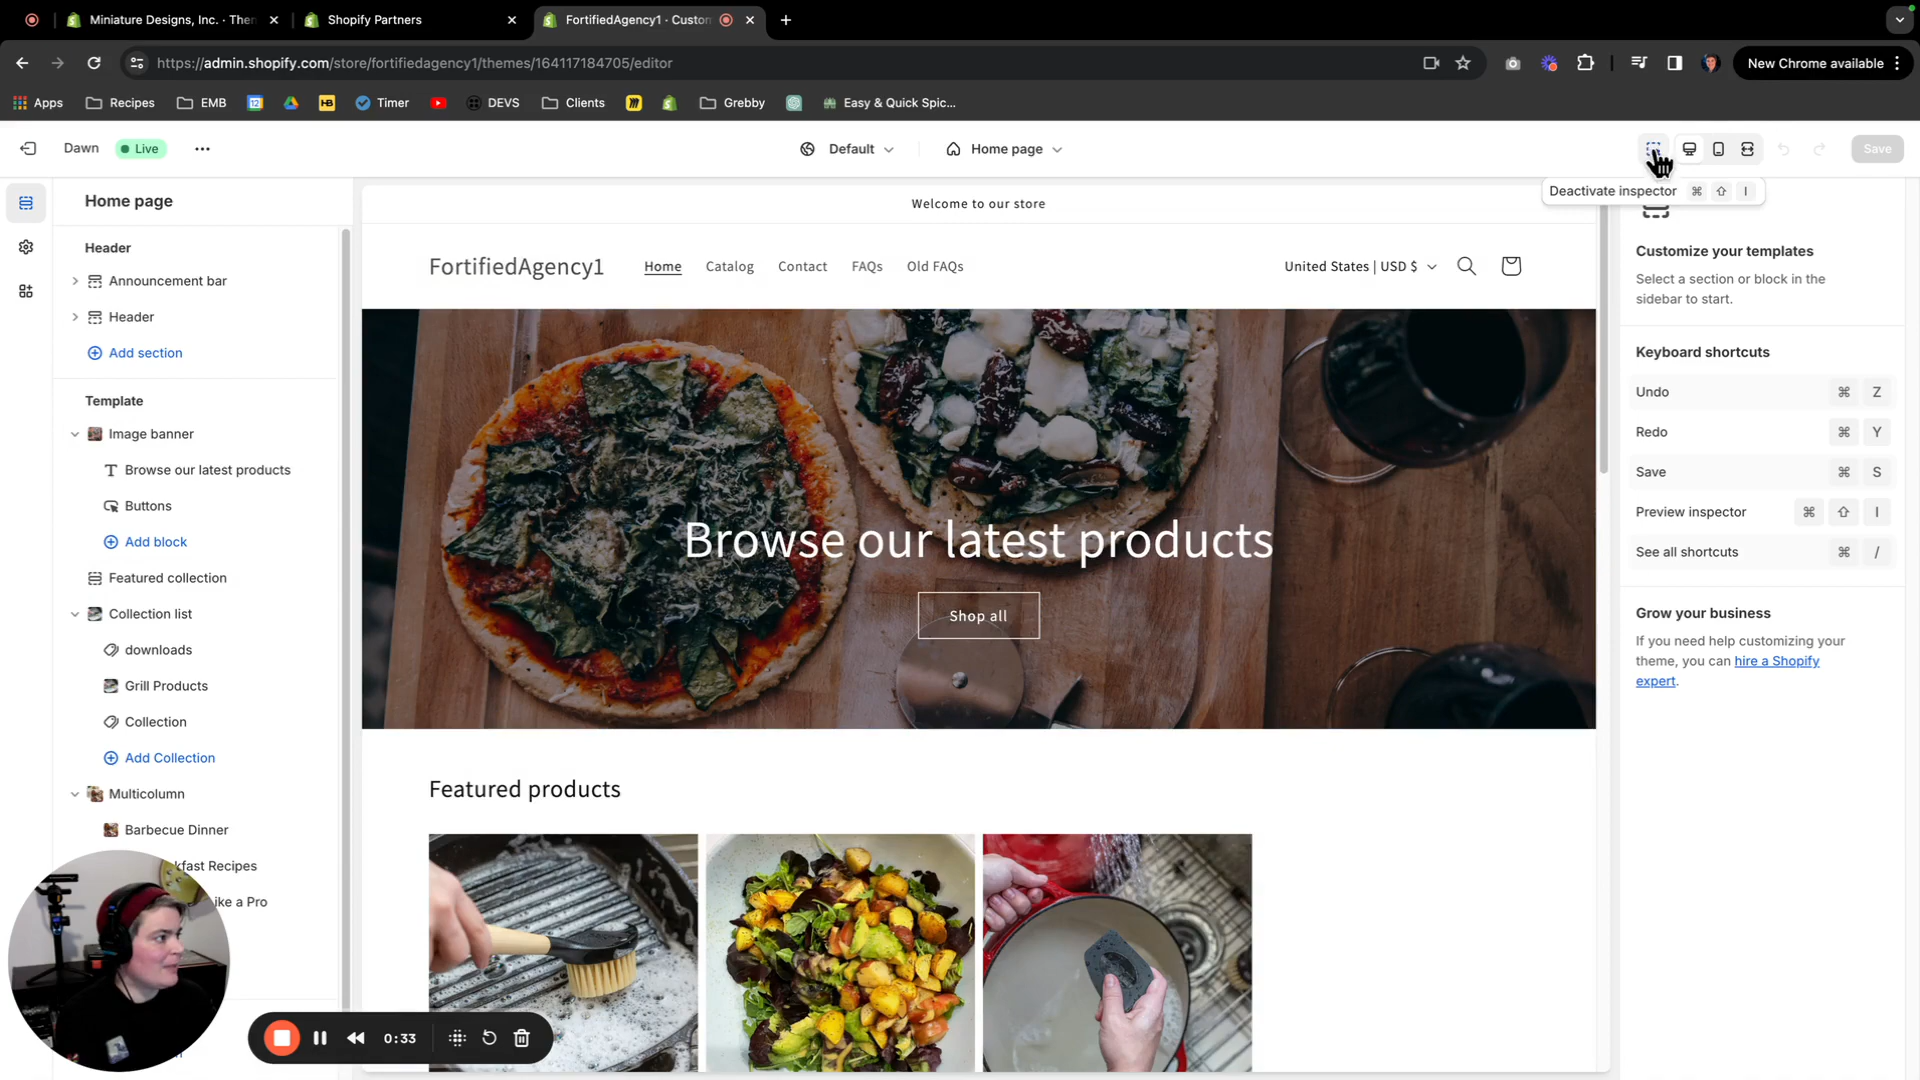 Miniature Designs, Inc. · Then
Shopify Partners
FortifiedAgency1 · Custom
https://admin.shopify.com/store/fortifiedagency1/themes/164117184705/editor
New Chrome available
Apps
Recipes
EMB
12
HB
Timer
DEVS
Clients
Grebby
Easy & Quick Spic...
Dawn
Live
Default
Home page
Save
Deactivate inspector ⌘ ⇧ I
Home page
Header
Announcement bar
Header
Add section
Template
Image banner
Browse our latest products
Buttons
Add block
Featured collection
Collection list
downloads
Grill Products
Collection
Add Collection
Multicolumn
Barbecue Dinner
kfast Recipes
ike a Pro
0:33
Welcome to our store
FortifiedAgency1
Home
Catalog
Contact
FAQs
Old FAQs
United States | USD $
Browse our latest products
Shop all
Featured products
Customize your templates
Select a section or block in the
sidebar to start.
Keyboard shortcuts
Undo ⌘ Z
Redo ⌘ Y
Save ⌘ S
Preview inspector ⌘ ⇧ I
See all shortcuts ⌘ /
Grow your business
If you need help customizing your
theme, you can hire a Shopify
expert.